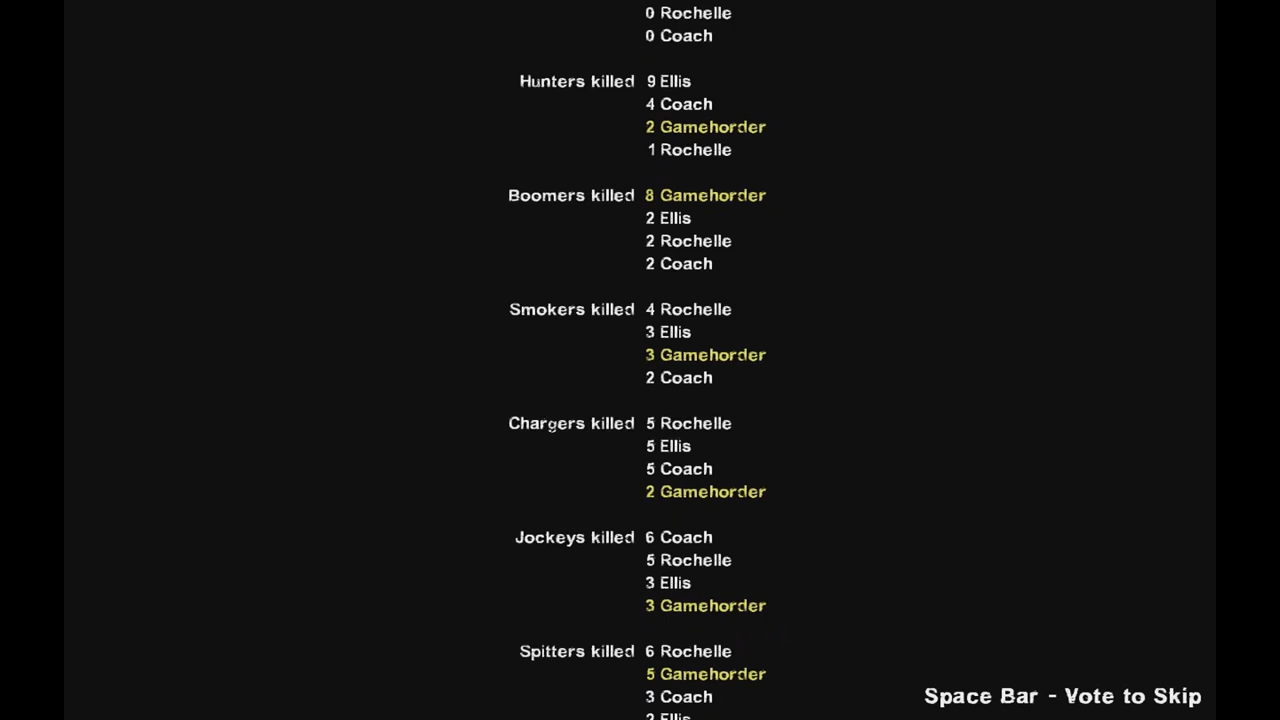 0 Rochelle
0 Coach
Hunters killed 9 Ellis
4 Coach
2 Gamehorder
1 Rochelle
Boomers killed 8 Gamehorder
2 Ellis
2 Rochelle
2 Coach
Smokers killed 4 Rochelle
3 Ellis
3 Gamehorder
2 Coach
Chargers killed 5 Rochelle
5 Ellis
5 Coach
2 Gamehorder
Jockeys killed 6 Coach
5 Rochelle
3 Ellis
3 Gamehorder
Spitters killed 6 Rochelle
5 Gamehorder
3 Coach
Ellis
Space Bar - Vote to Skip